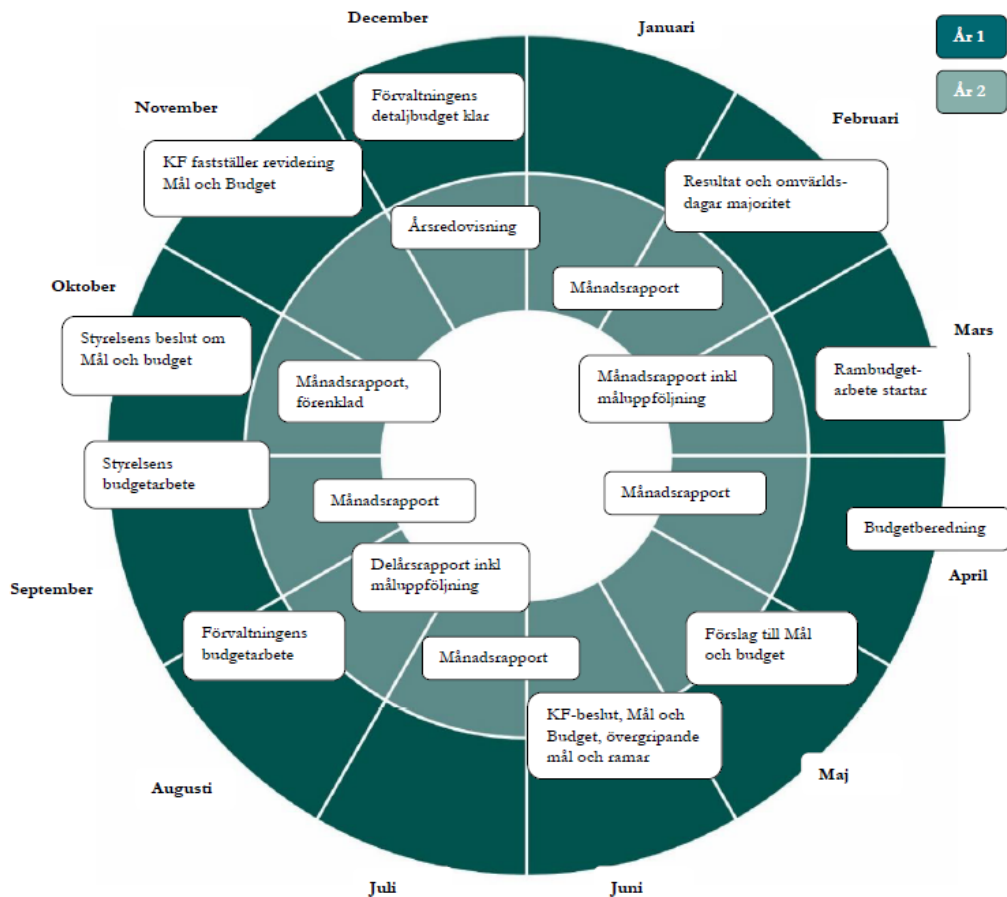 December
Januari
År 1
År 2
November
Februari
Förvaltningens
detaljbudget klar
KF fastställer revidering
Mål och Budget
Resultat och omvärlds-
dagar majoritet
Årsredovisning
Månadsrapport
Oktober
Mars
Styrelsens beslut om
Mål och budget
Månadsrapport,
förenklad
Månadsrapport inkl
måluppföljning
Rambudget-
arbete startar
Styrelsens
budgetarbete
Månadsrapport
Månadsrapport
Budgetberedning
Delårsrapport inkl
måluppföljning
September
April
Förvaltningens
budgetarbete
Månadsrapport
Förslag till Mål
och budget
KF-beslut, Mål och
Budget, övergripande
mål och ramar
Augusti
Maj
Juli
Juni